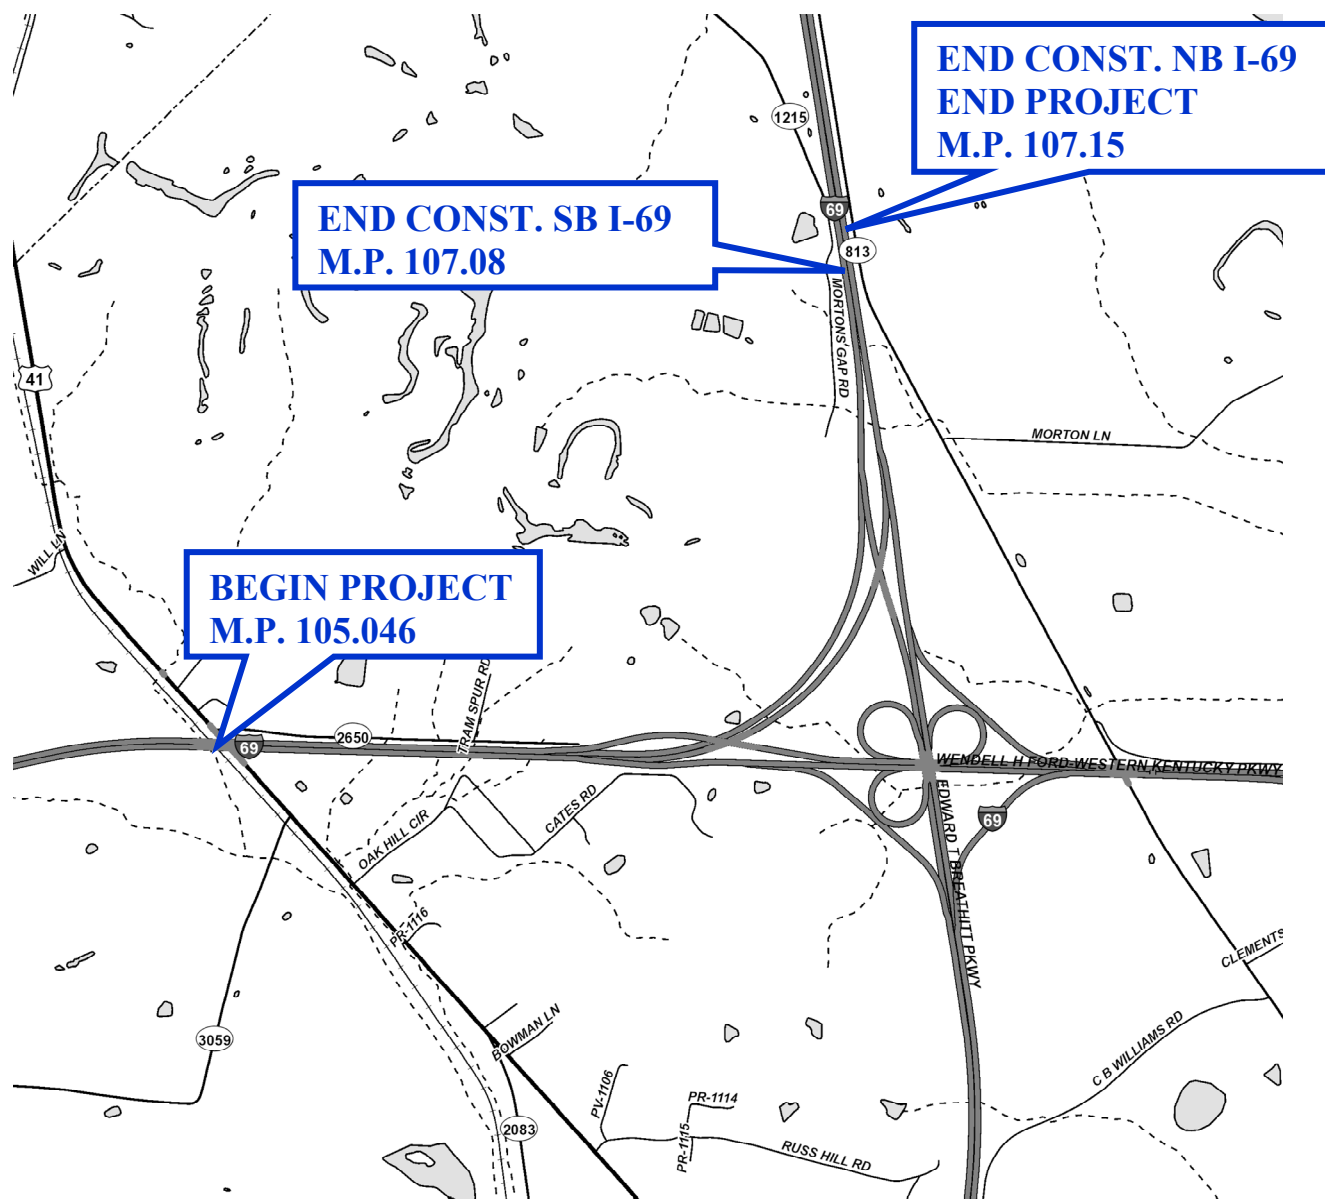 END CONST. NB I-69
END PROJECT
M.P. 107.15
1215
69
END CONST. SB I-69
M.P. 107.08
813
MORTONS GAP RD
41
MORTON LN
WILL LN
BEGIN PROJECT
M.P. 105.046
TRAM SPUR RD
2650
69
WENDELL H FORD-WESTERN KENTUCKY PKWY
EDWARD T BREATHITT PKWY
69
CATES RD
OAK HILL CIR
PR-1116
CLEMENTS
BOWMAN LN
3059
C B WILLIAMS RD
PV-1106
PR-1114
PR-1115
2083
RUSS HILL RD